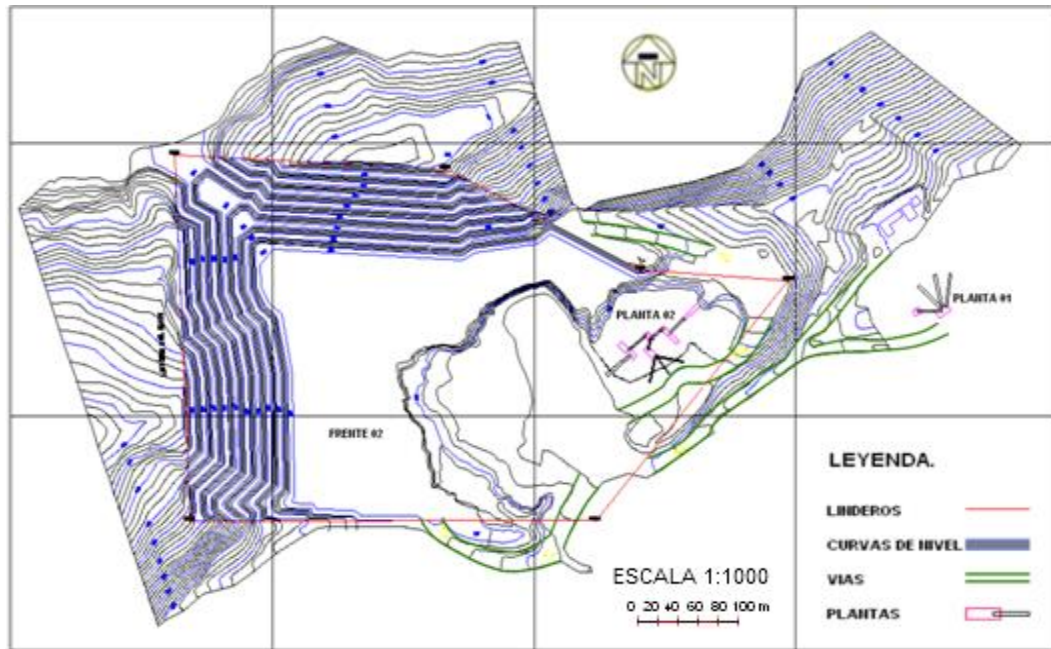 N
PLANTA 01
PLANTA 02
FRENTE 02
LEYENDA.
LINDEROS
CURVAS DE NIVEL
VIAS
PLANTAS
ESCALA 1:1000
0 20 40 60 80 100 m